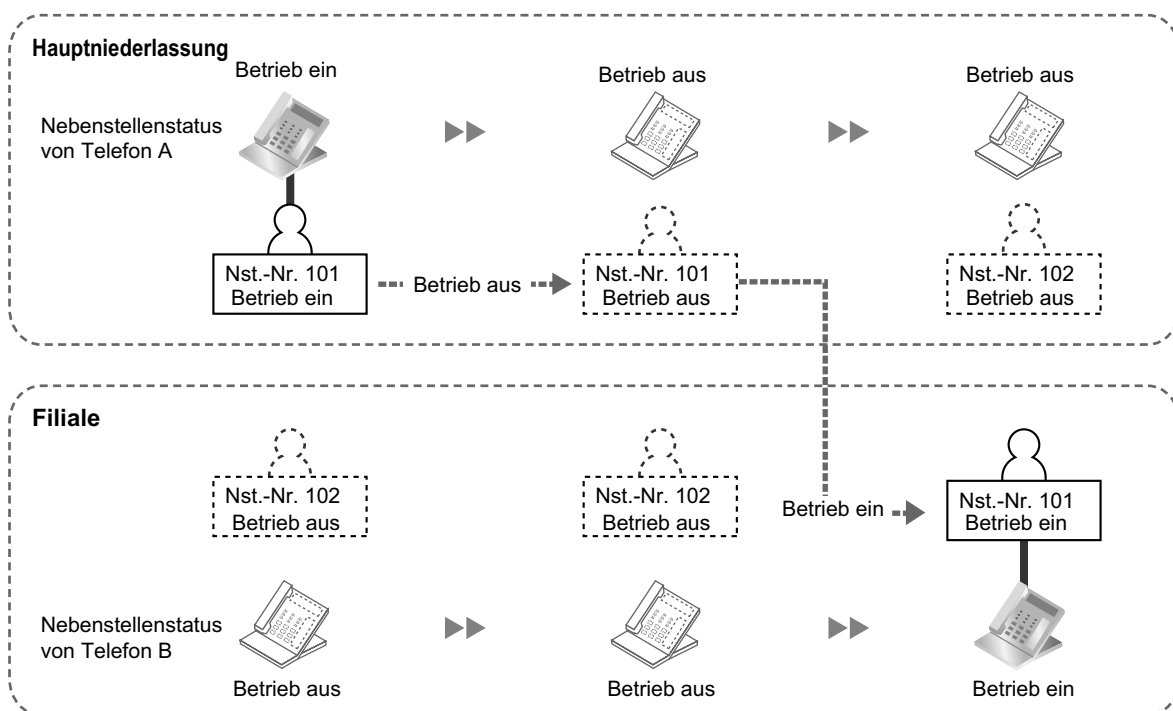 Hauptniederlassung
Betrieb ein
Betrieb aus
Betrieb aus
Nebenstellenstatus
von Telefon A
Nst.-Nr. 101
Betrieb ein
Betrieb aus
Nst.-Nr. 101
Betrieb aus
Nst.-Nr. 102
Betrieb aus
Filiale
Nst.-Nr. 102
Betrieb aus
Nst.-Nr. 102
Betrieb aus
Betrieb ein
Nst.-Nr. 101
Betrieb ein
Nebenstellenstatus
von Telefon B
Betrieb aus
Betrieb aus
Betrieb ein